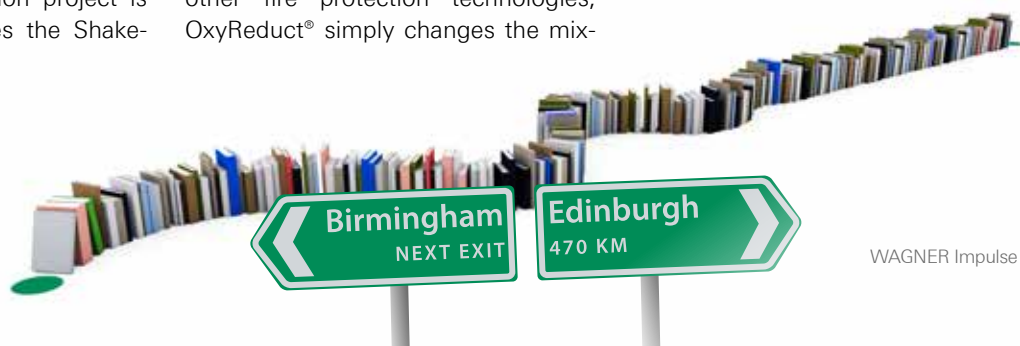 ion project is
es the Shake-
other fire protection technologies,
OxyReduct® simply changes the mix-
Birmingham
NEXT EXIT
Edinburgh
470 KM
WAGNER Impulse